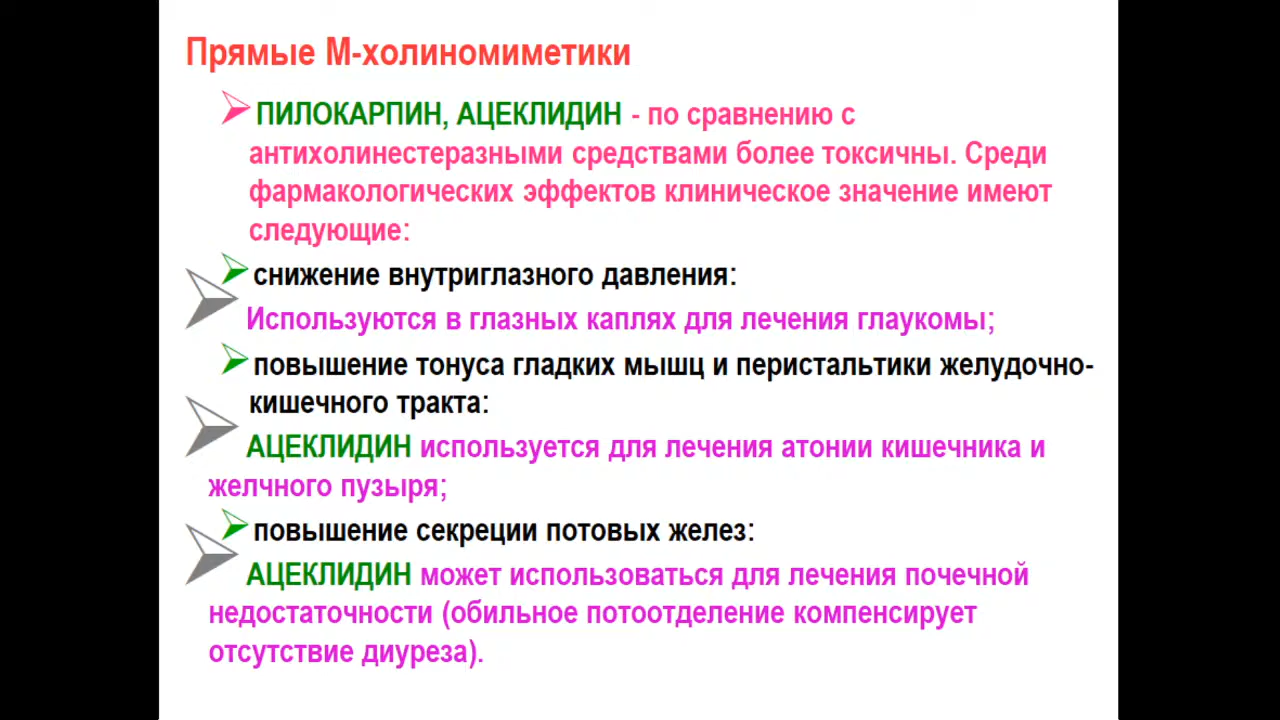 Прямые М-холиномиметики
ПИЛОКАРПИН, АЦЕКЛИДИН - по сравнению с
антихолинестеразными средствами более токсичны. Среди
фармакологических эффектов клиническое значение имеют
следующие:
снижение внутриглазного давления:
Используются в глазных каплях для лечения глаукомы;
повышение тонуса гладких мышц и перистальтики желудочно-
кишечного тракта:
АЦЕКЛИДИН используется для лечения атонии кишечника и
желчного пузыря;
повышение секреции потовых желез:
АЦЕКЛИДИН может использоваться для лечения почечной
недостаточности (обильное потоотделение компенсирует
отсутствие диуреза).